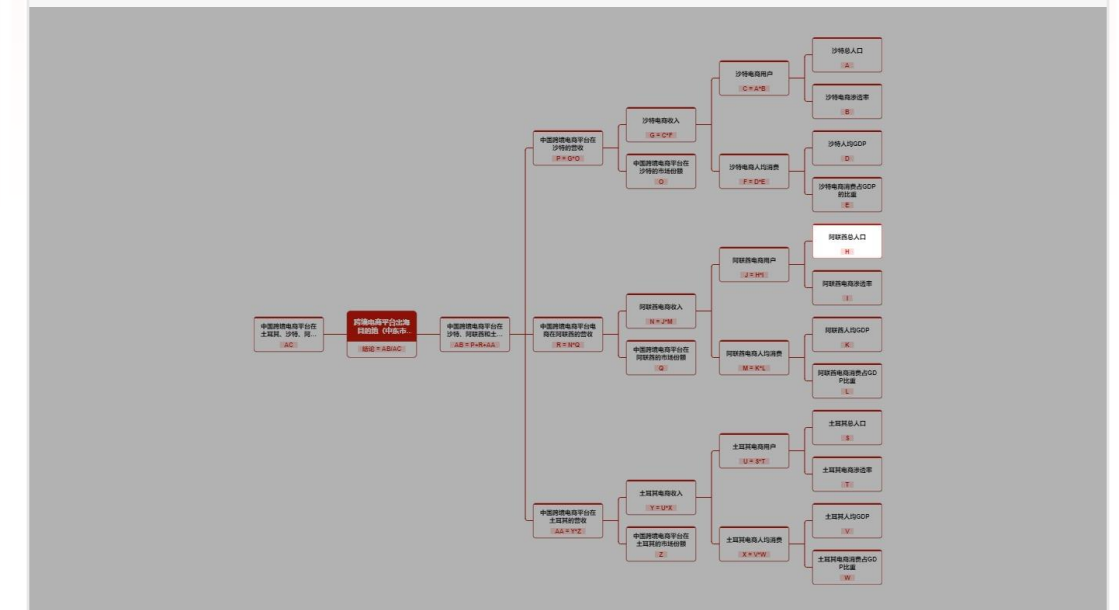 沙特总人口
A
沙特电商用户
C = A*B
沙特电商渗透率
B
沙特电商收入
G = C*F
中国跨境电商平台在
沙特的营收
P = G*O
沙特人均GDP
D
中国跨境电商平台在
沙特的市场份额
O
沙特电商人均消费
F = D*E
沙特电商消费占GDP
的比重
E
阿联酋总人口
H
阿联酋电商用户
J = H*I
阿联酋电商渗透率
I
阿联酋电商收入
N = J*M
中国跨境电商平台在
土耳其、沙特、阿...
AC
跨境电商平台出海
目的地（中东市...
结论 = AB/AC
中国跨境电商平台在
沙特、阿联酋和土...
AB = P+R+AA
中国跨境电商平台电
商在阿联酋的营收
R = N*Q
阿联酋人均GDP
K
中国跨境电商平台在
阿联酋的市场份额
Q
阿联酋电商人均消费
M = K*L
阿联酋电商消费占GD
P比重
L
土耳其总人口
S
土耳其电商用户
U = S*T
土耳其电商渗透率
T
土耳其电商收入
Y = U*X
中国跨境电商平台在
土耳其的营收
AA = Y*Z
土耳其人均GDP
V
中国跨境电商平台在
土耳其的市场份额
Z
土耳其电商人均消费
X = V*W
土耳其电商消费占GD
P比重
W